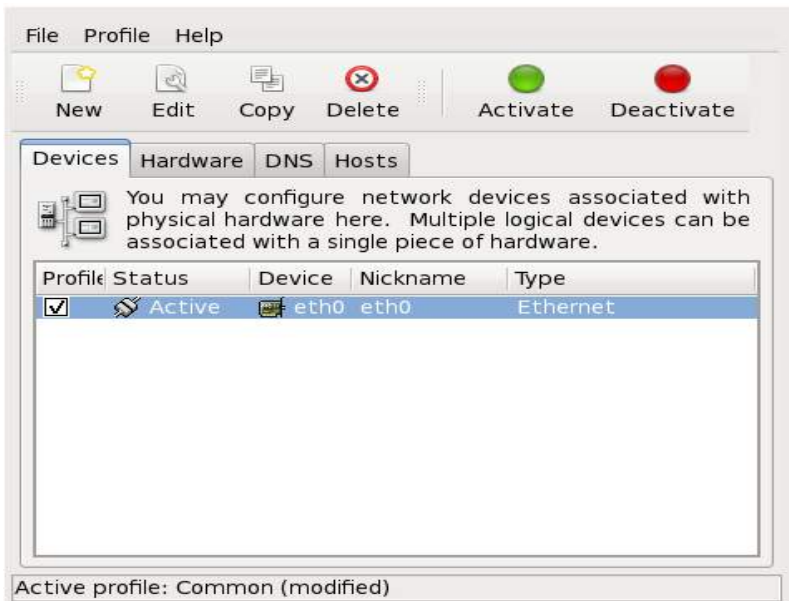 File Profile Help
New Edit Copy Delete Activate Deactivate
Devices Hardware DNS Hosts
You may configure network devices associated with
physical hardware here. Multiple logical devices can be
associated with a single piece of hardware.
Profile Status Device Nickname Type
Active eth0 eth0 Ethernet
Active profile: Common (modified)